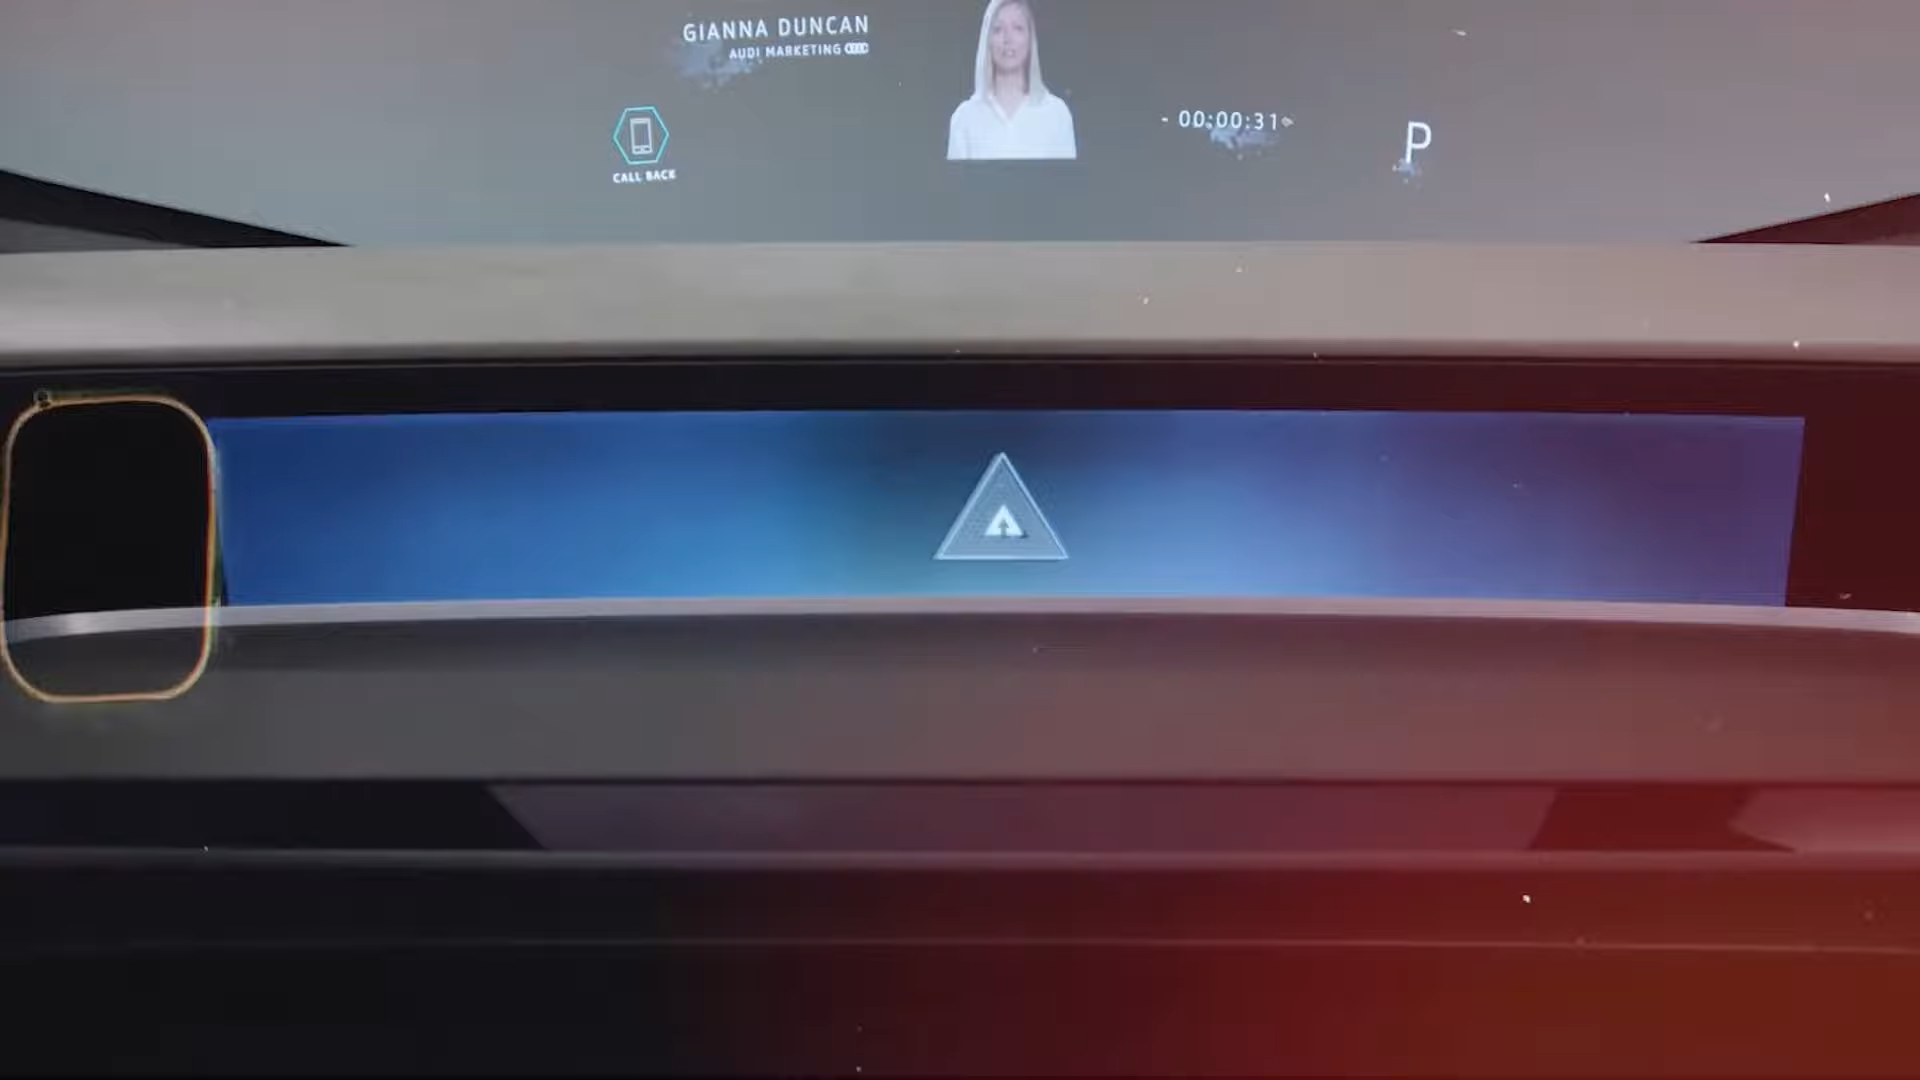 GIANNA DUNCAN
AUDI MARKETING
CALL BACK
- 00:00:31
P